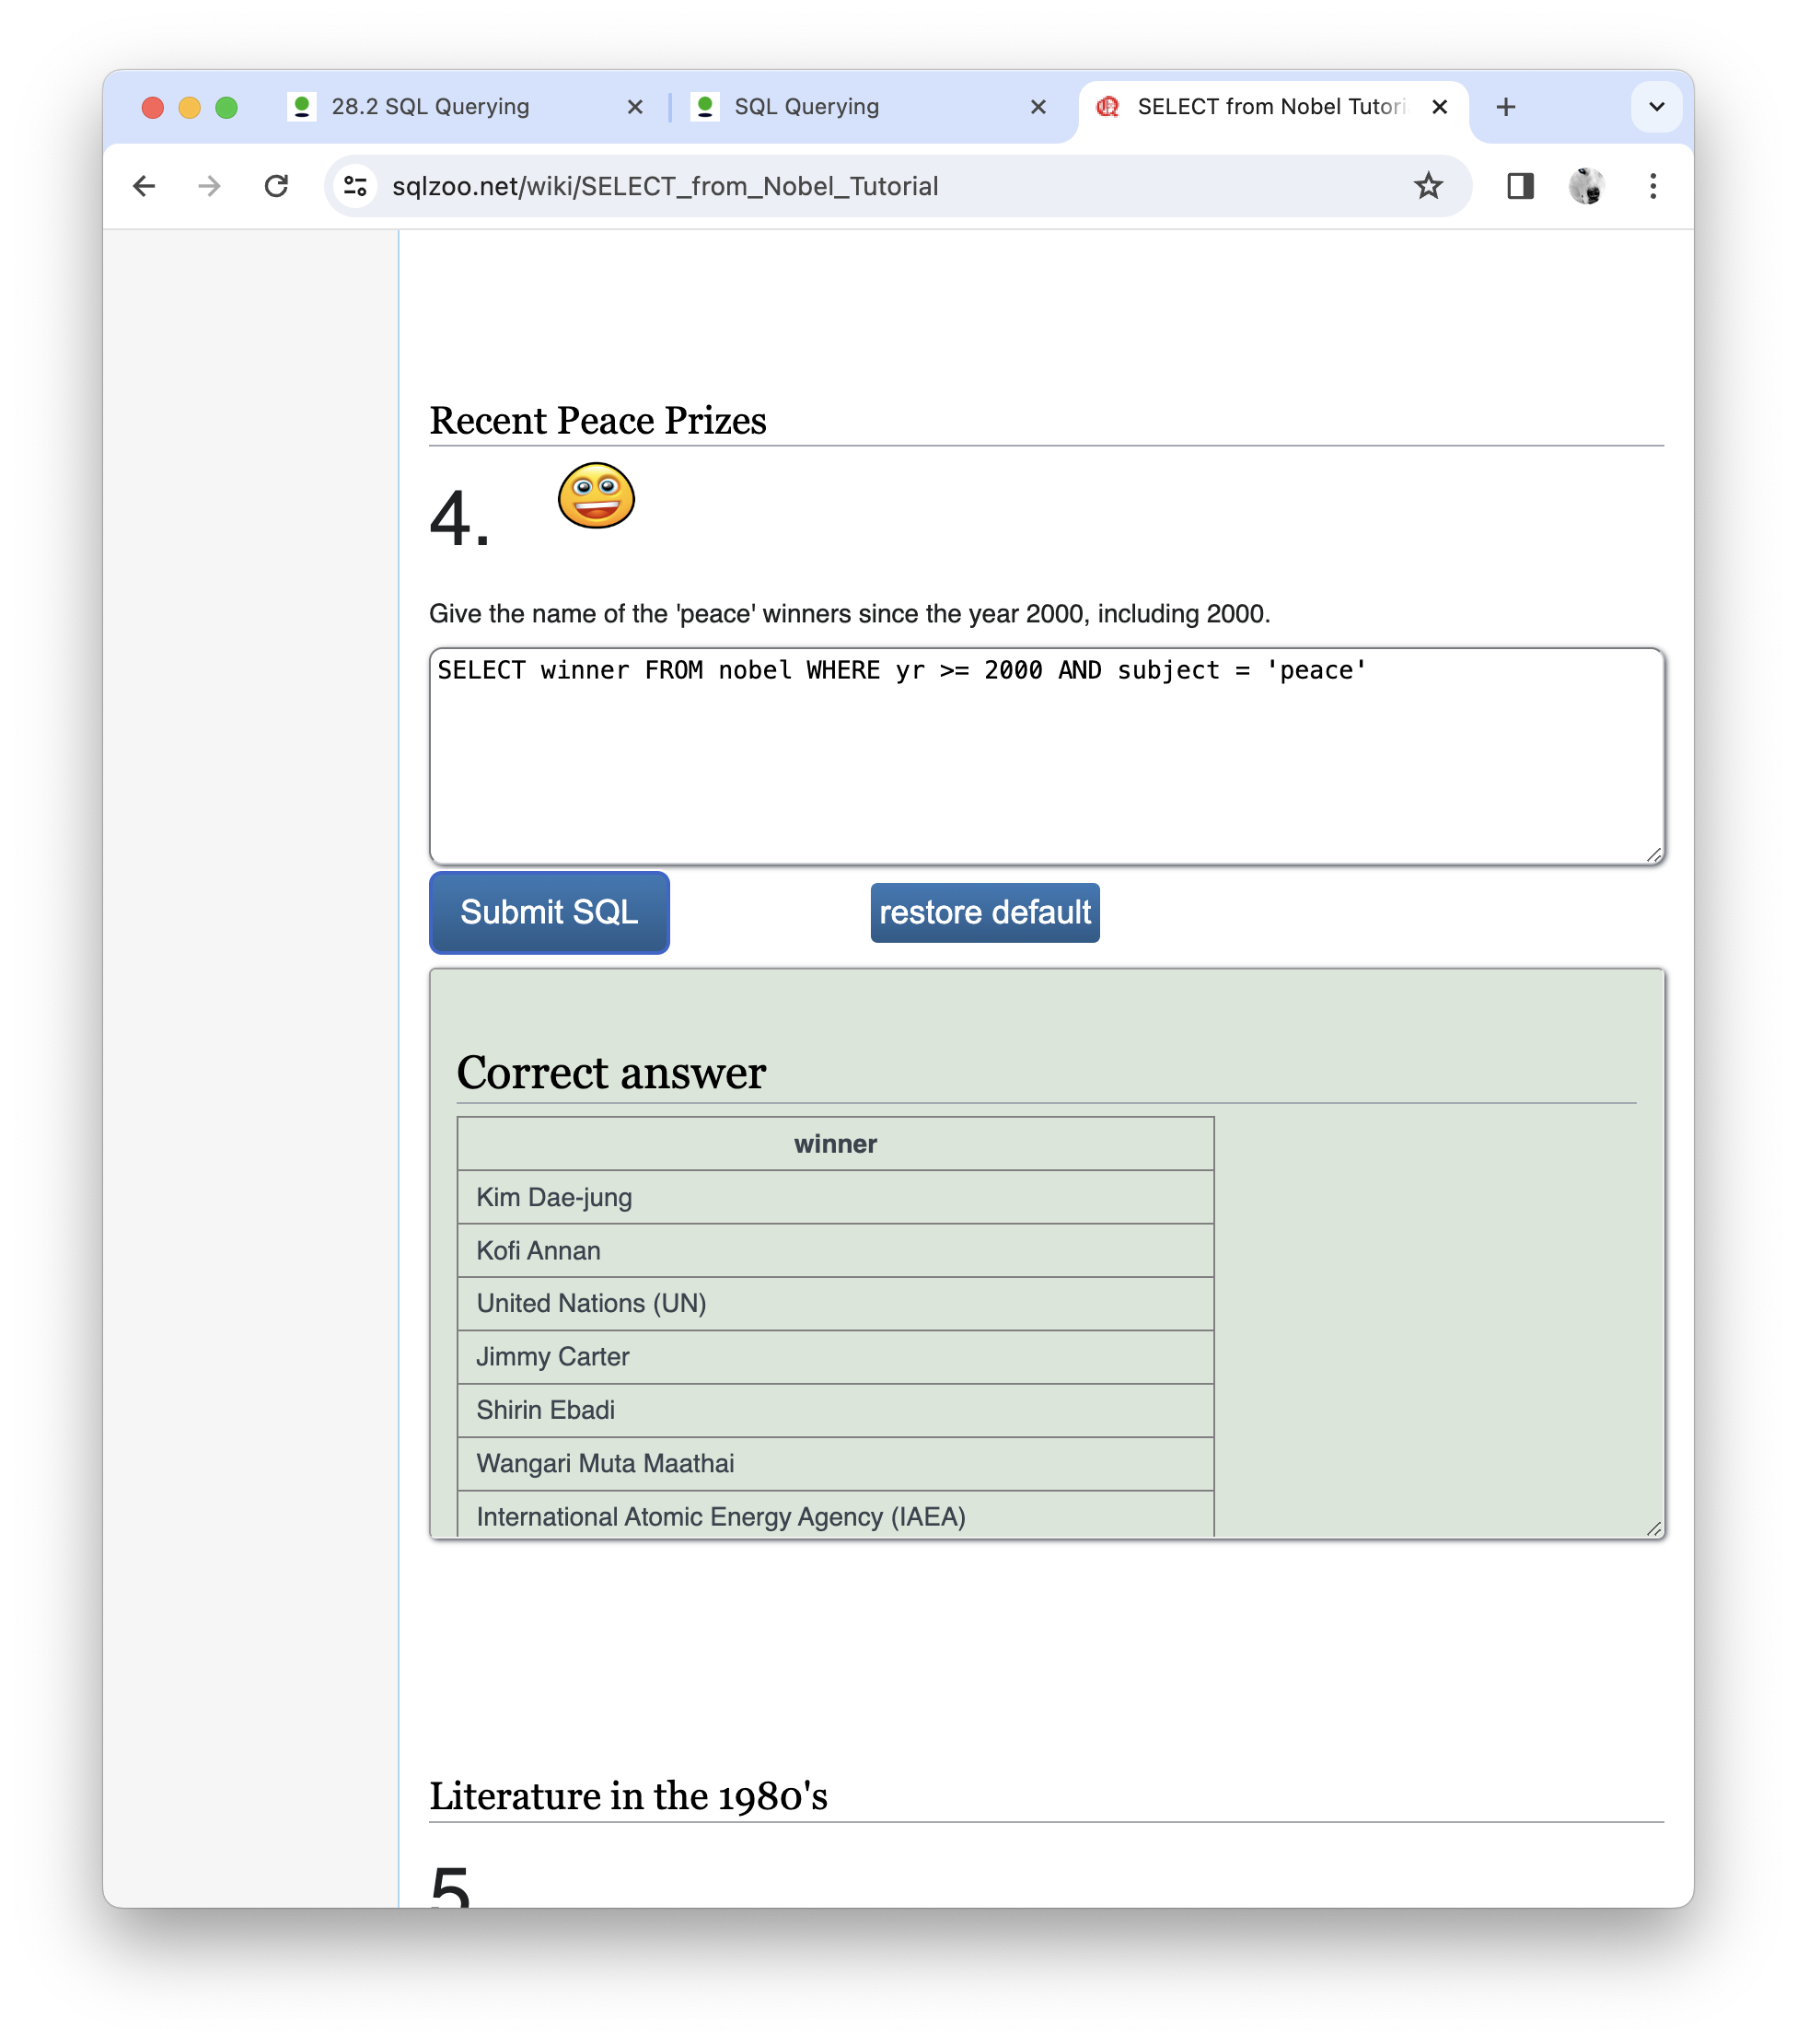 28.2 SQL Querying
SQL Querying
SELECT from Nobel Tutori
sqlzoo.net/wiki/SELECT_from_Nobel_Tutorial
Recent Peace Prizes
4.
Give the name of the 'peace' winners since the year 2000, including 2000.
SELECT winner FROM nobel WHERE yr >= 2000 AND subject = 'peace'
Submit SQL
restore default
Correct answer
winner
Kim Dae-jung
Kofi Annan
United Nations (UN)
Jimmy Carter
Shirin Ebadi
Wangari Muta Maathai
International Atomic Energy Agency (IAEA)
Literature in the 1980's
5